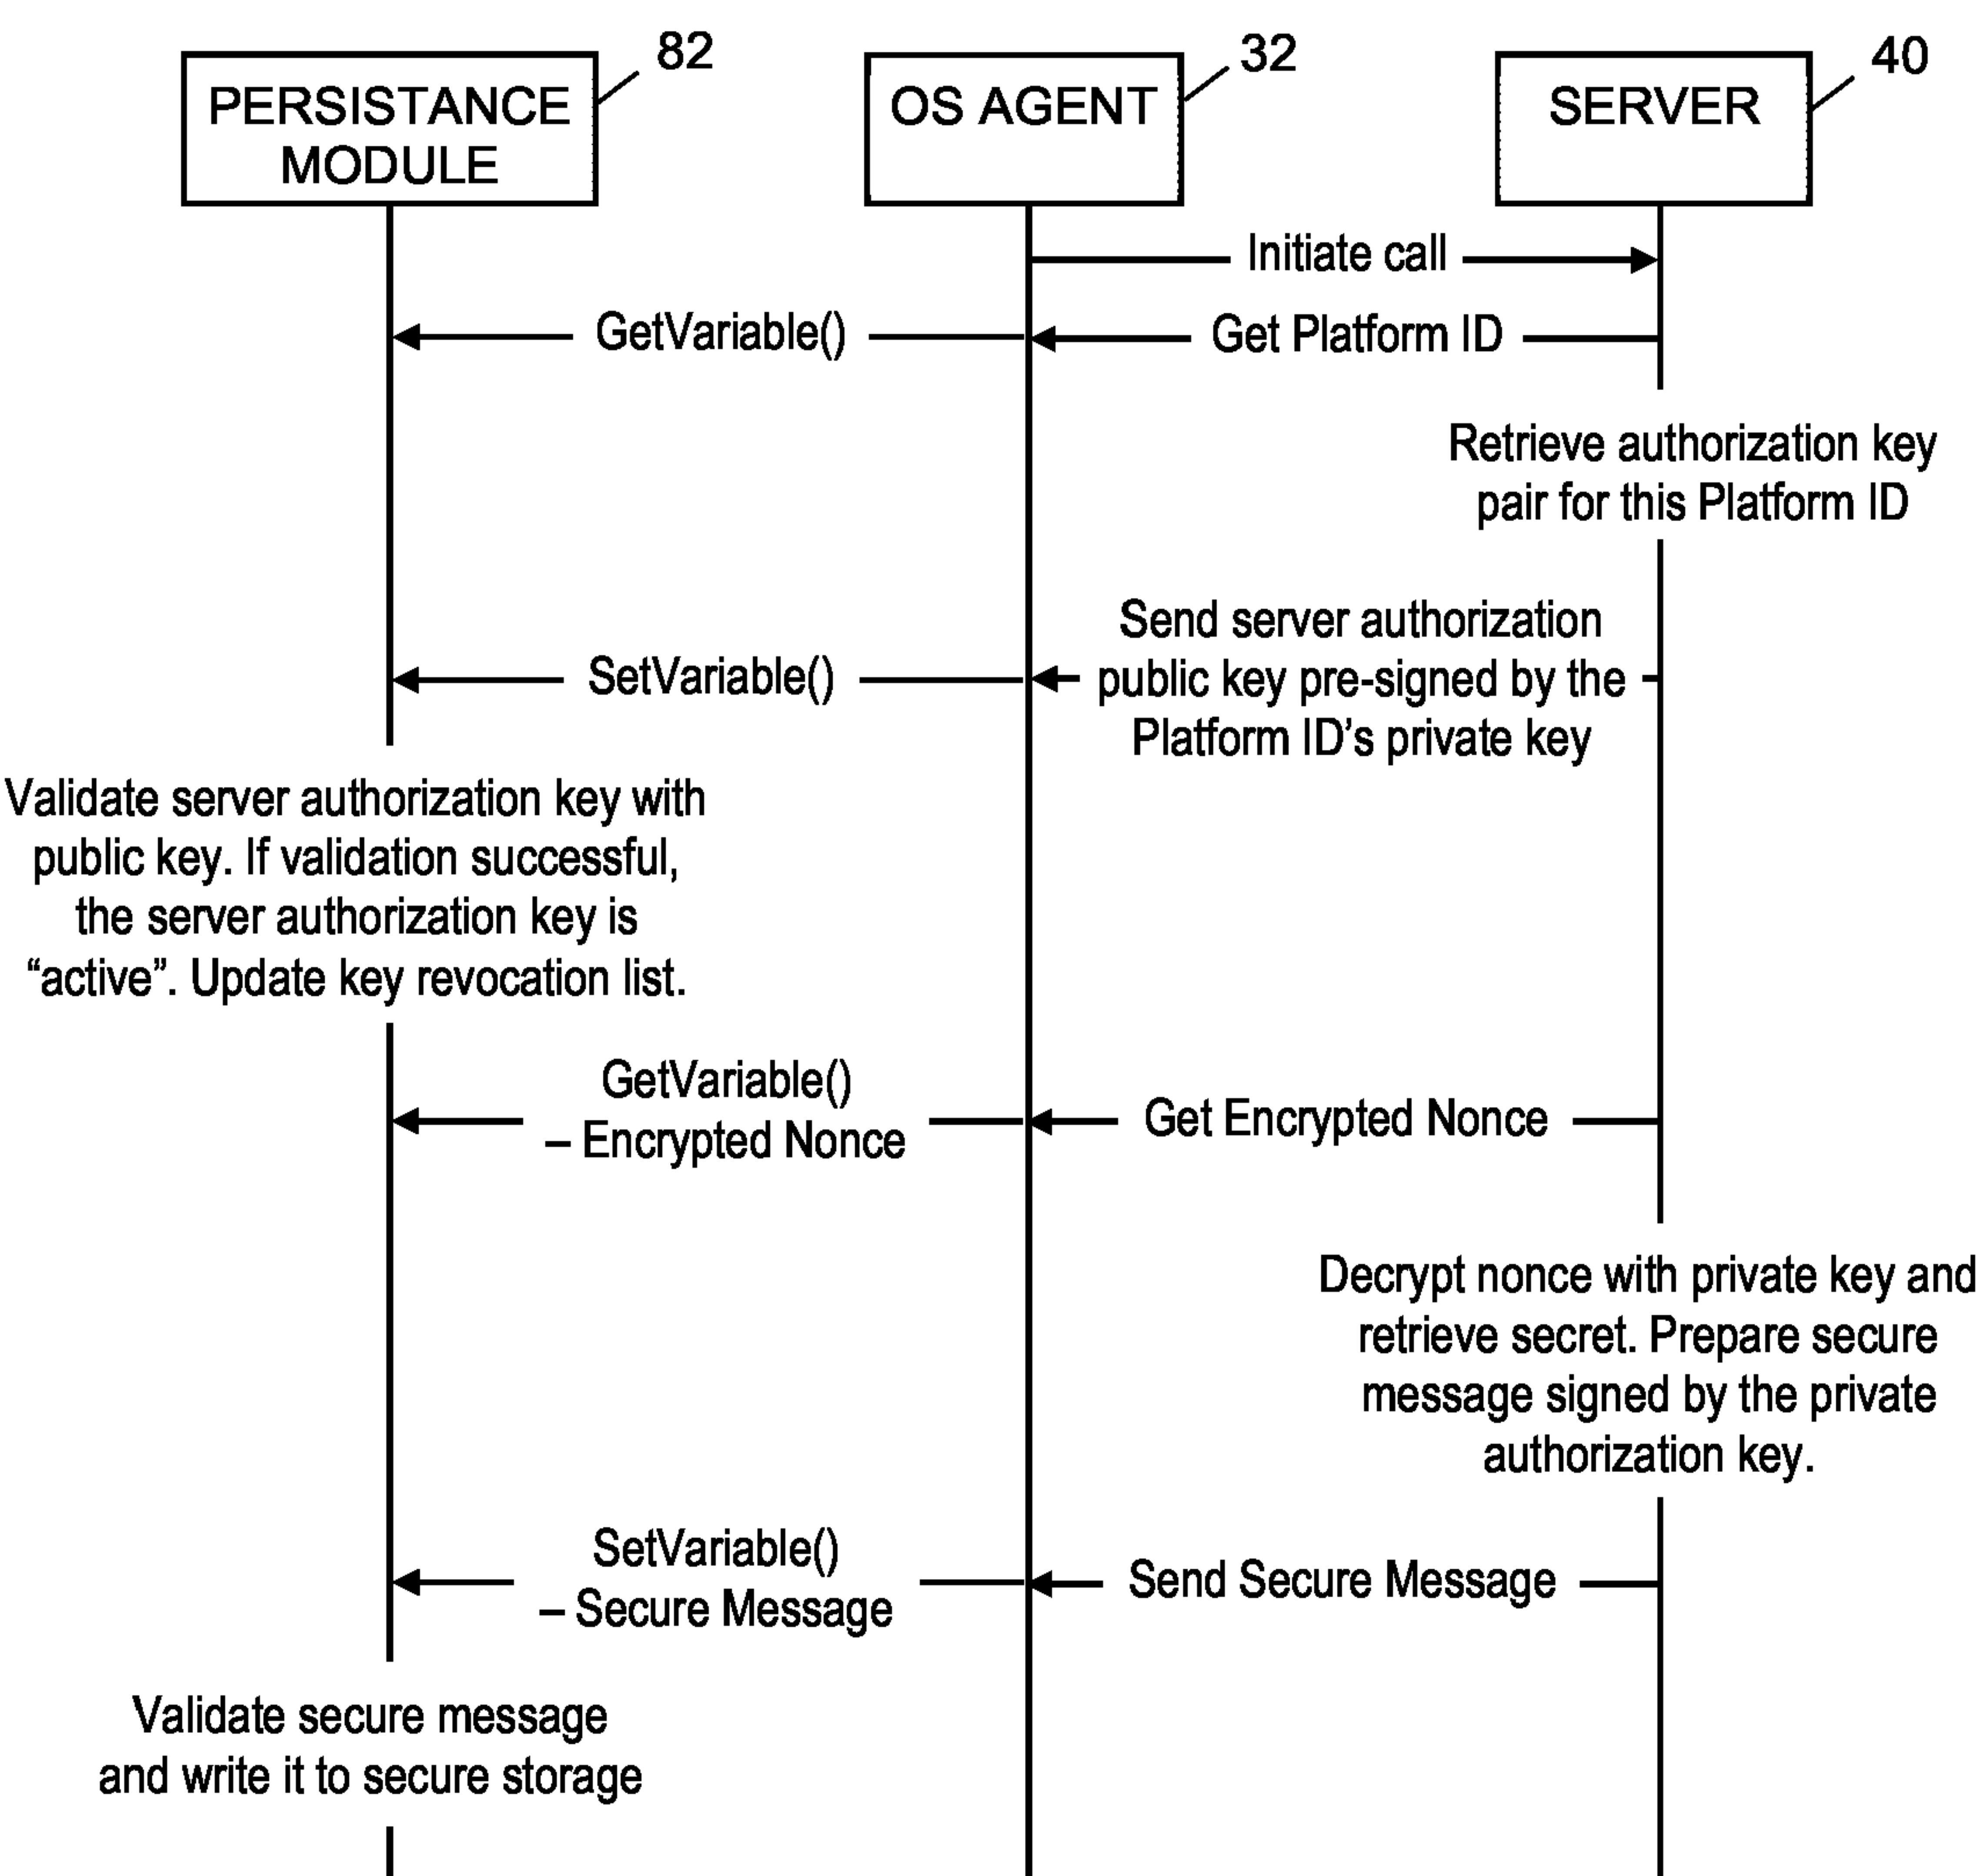 82
32
40
PERSISTANCE
MODULE
OS AGENT
SERVER
Initiate call
GetVariable()
Get Platform ID
Retrieve authorization key
pair for this Platform ID
Send server authorization
public key pre-signed by the
Platform ID’s private key
SetVariable()
Validate server authorization key with
public key. If validation successful,
the server authorization key is
“active”. Update key revocation list.
GetVariable()
– Encrypted Nonce
Get Encrypted Nonce
Decrypt nonce with private key and
retrieve secret. Prepare secure
message signed by the private
authorization key.
SetVariable()
– Secure Message
Send Secure Message
Validate secure message
and write it to secure storage